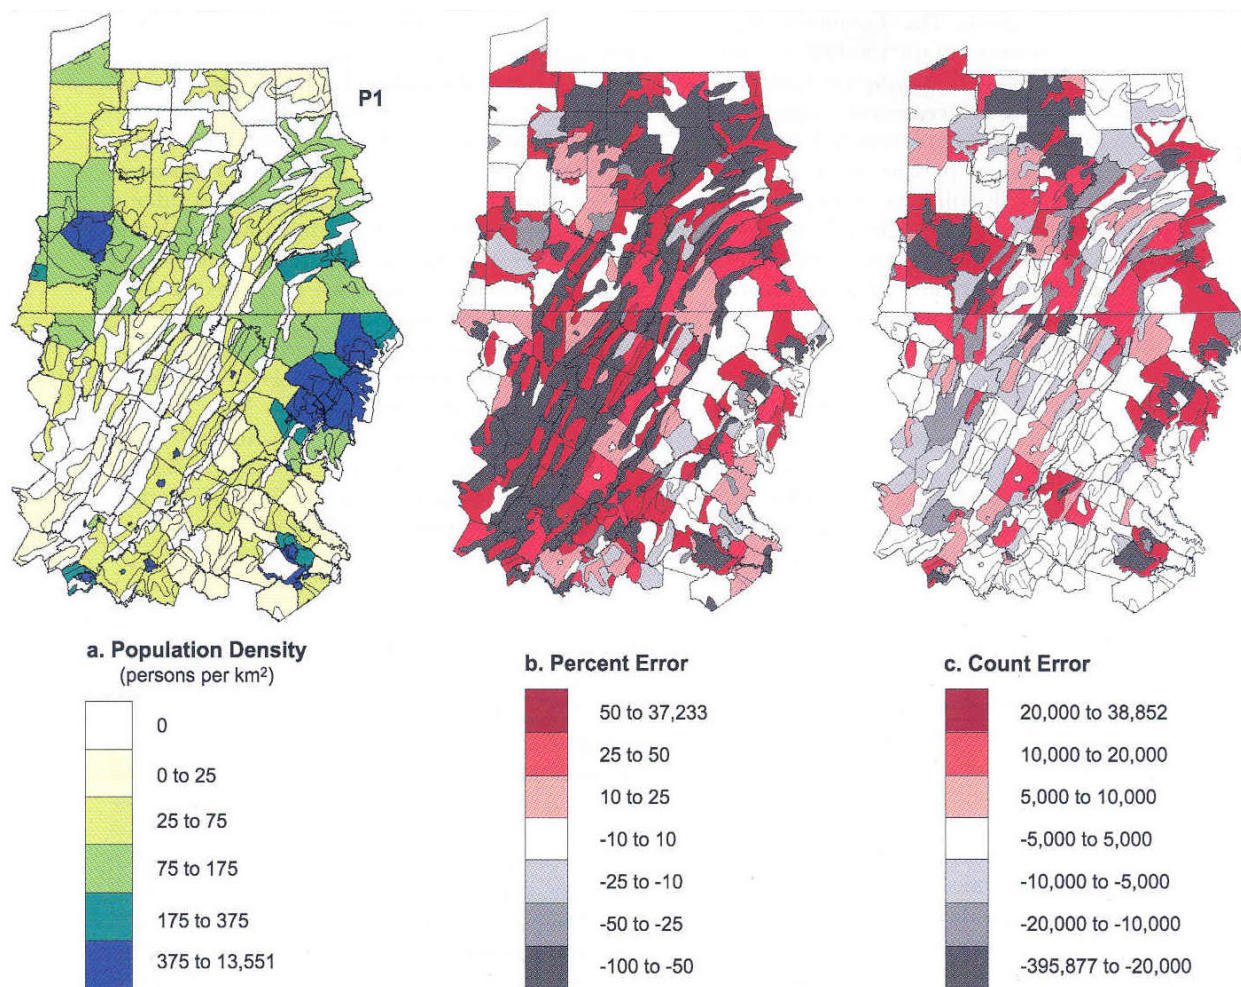 P1
a. Population Density
(persons per km²)
0
0 to 25
25 to 75
75 to 175
175 to 375
375 to 13,551
b. Percent Error
50 to 37,233
25 to 50
10 to 25
-10 to 10
-25 to -10
-50 to -25
-100 to -50
c. Count Error
20,000 to 38,852
10,000 to 20,000
5,000 to 10,000
-5,000 to 5,000
-10,000 to -5,000
-20,000 to -10,000
-395,877 to -20,000